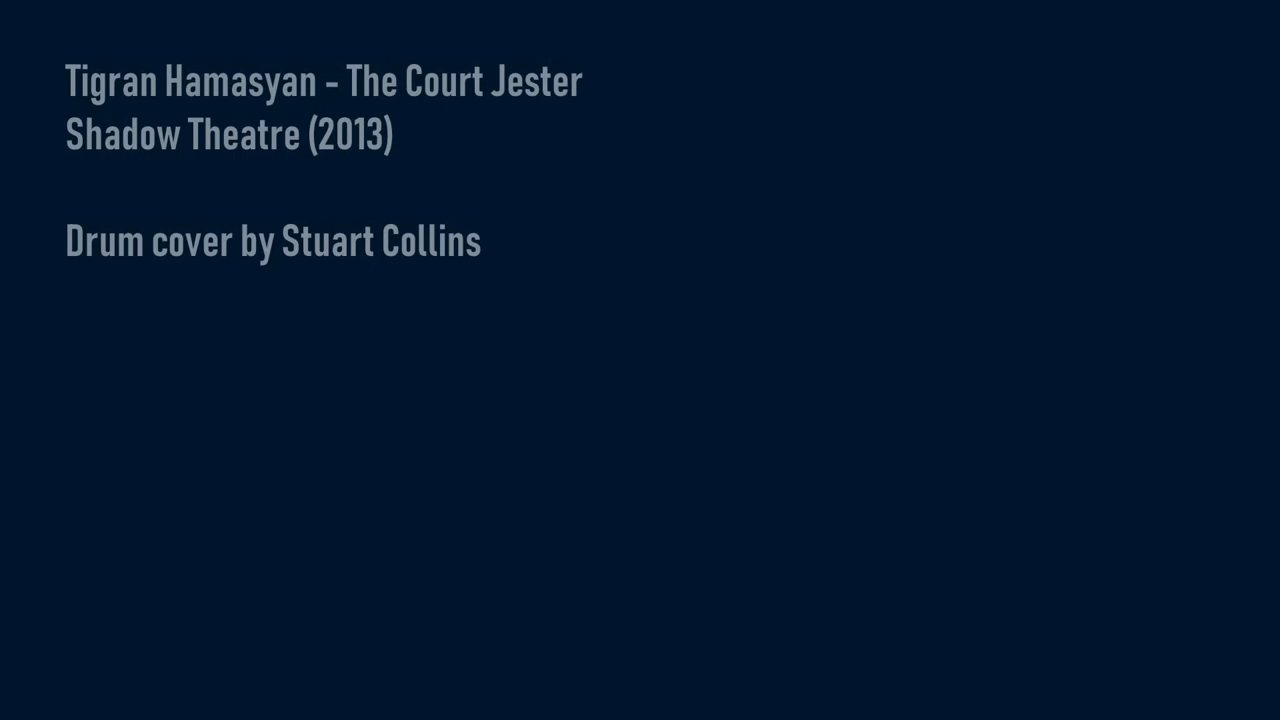 Tigran Hamasyan - The Court Jester
Shadow Theatre (2013)
Drum cover by Stuart Collins